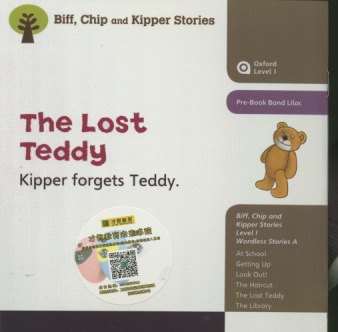 Biff, Chip and Kipper Stories
Oxford
Level 1
Pre-Book Band Lilac
The Lost
Teddy
Kipper forgets Teddy.
Biff, Chip and
Kipper Stories
Level 1
Wordless Stories A
At School
Getting Up
Look Out!
The Haircut
The Lost Teddy
The Library